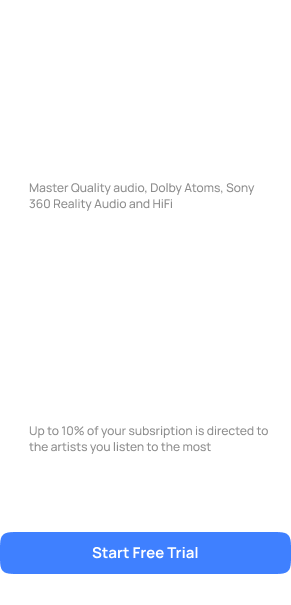 Master Quality audio, Dolby Atoms, Sony
360 Reality Audio and HiFi
Up to 10% of your subsription is directed to
the artists you listen to the most
Start Free Trial